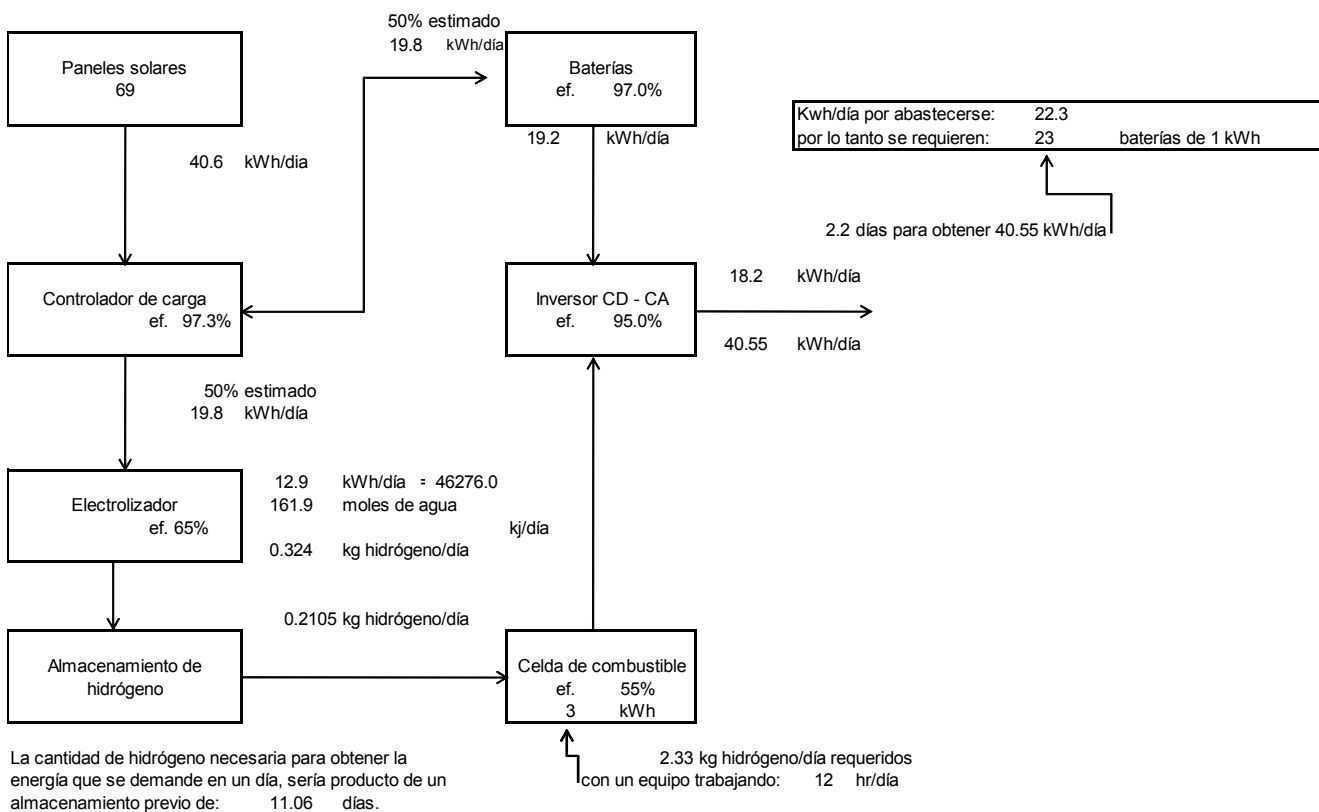 50% estimado
19.8 kWh/día
Paneles solares
69
Baterías
ef. 97.0%
40.6 kWh/dia
19.2 kWh/día
Kwh/día por abastecerse: 22.3
por lo tanto se requieren: 23 baterías de 1 kWh
2.2 días para obtener 40.55 kWh/día
Controlador de carga
ef. 97.3%
Inversor CD - CA
ef. 95.0%
18.2 kWh/día
40.55 kWh/día
50% estimado
19.8 kWh/día
Electrolizador
ef. 65%
12.9 kWh/día = 46276.0
161.9 moles de agua
kj/día
0.324 kg hidrógeno/día
0.2105 kg hidrógeno/día
Almacenamiento de
hidrógeno
Celda de combustible
ef. 55%
3 kWh
La cantidad de hidrógeno necesaria para obtener la
energía que se demande en un día, sería producto de un
almacenamiento previo de: 11.06 días.
2.33 kg hidrógeno/día requeridos
con un equipo trabajando: 12 hr/día